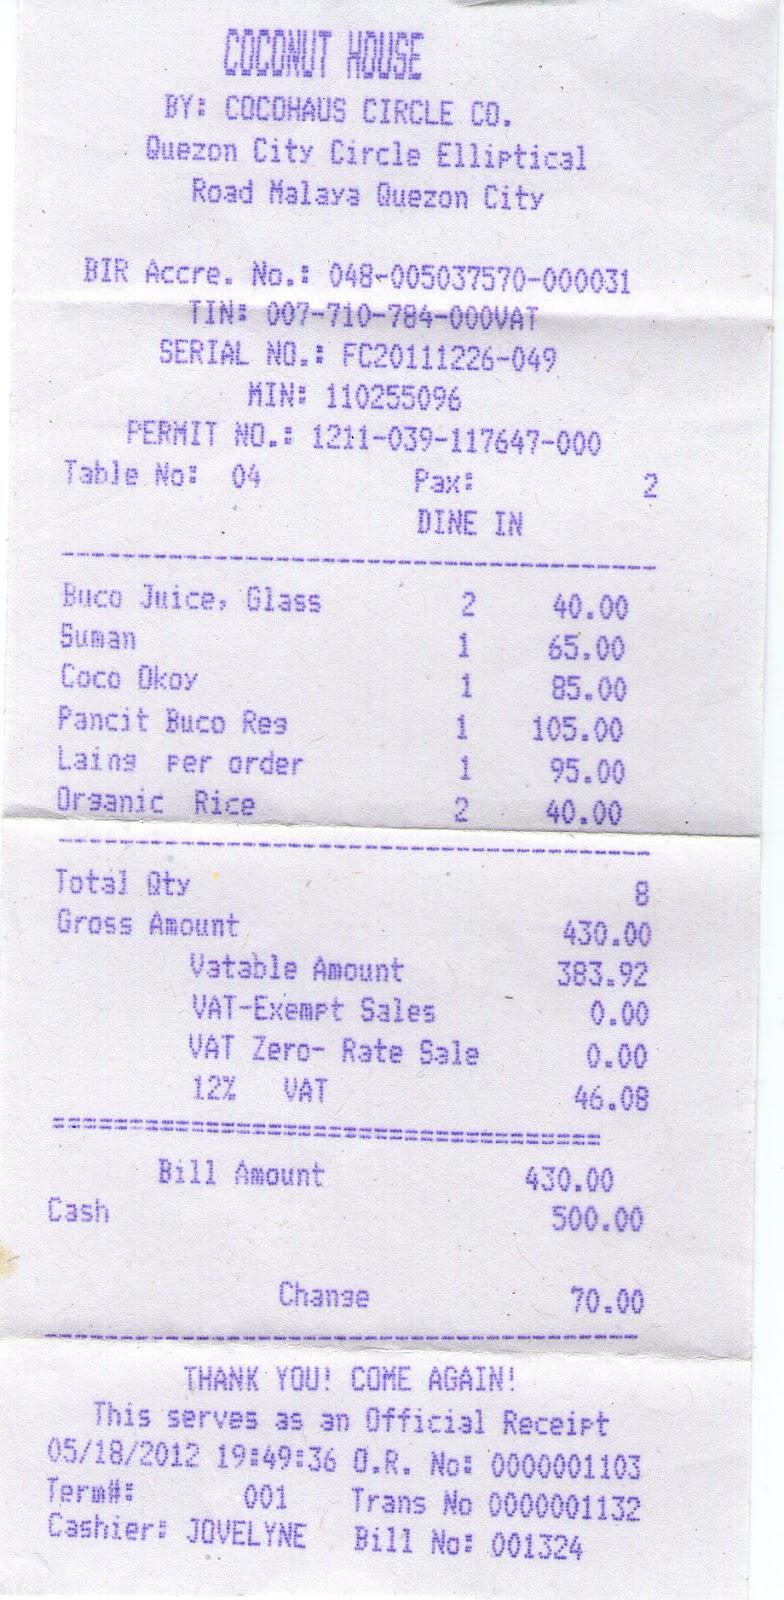 COCONUT HOUSE
BY: COCOHAUS CIRCLE CO.
Quezon City Circle Elliptical
Road Malaya Quezon City
BIR Accre. No.: 048-005037570-000031
TIN: 007-710-784-000VAT
SERIAL NO.: FC20111226-049
MIN: 110255096
PERMIT NO.: 1211-039-117647-000
Table No: 04 Pax: 2
DINE IN
Buco Juice, Glass 2 40.00
Suman 1 65.00
Coco Okoy 1 85.00
Pancit Buco Reg 1 105.00
Laing per order 1 95.00
Organic Rice 2 40.00
Total Qty 8
Gross Amount 430.00
Vatable Amount 383.92
VAT-Exempt Sales 0.00
VAT Zero- Rate Sale 0.00
12% VAT 46.08
Bill Amount 430.00
Cash 500.00
Change 70.00
THANK YOU! COME AGAIN!
This serves as an Official Receipt
05/18/2012 19:49:36 O.R. No: 0000001103
Term#: 001 Trans No 0000001132
Cashier: JOVELYNE Bill No: 001324